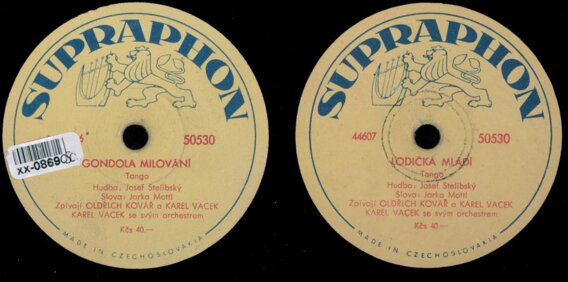 SUPRAPHON
50530
xx-0869
GONDOLA MILOVÁNÍ
Tango
Hudba: Josef Stelibský
Slova: Jarka Mottl
Zpívají OLDŘICH KOVÁŘ a KAREL VACEK
KAREL VACEK se svým orchestrem
Kčs 40.—
MADE IN CZECHOSLOVAKIA
SUPRAPHON
44607
50530
LODIČKA MLÁDÍ
Tango
Hudba: Josef Stelibský
Slova: Jarka Mottl
Zpívají OLDŘICH KOVÁŘ a KAREL VACEK
KAREL VACEK se svým orchestrem
Kčs 40.—
MADE IN CZECHOSLOVAKIA